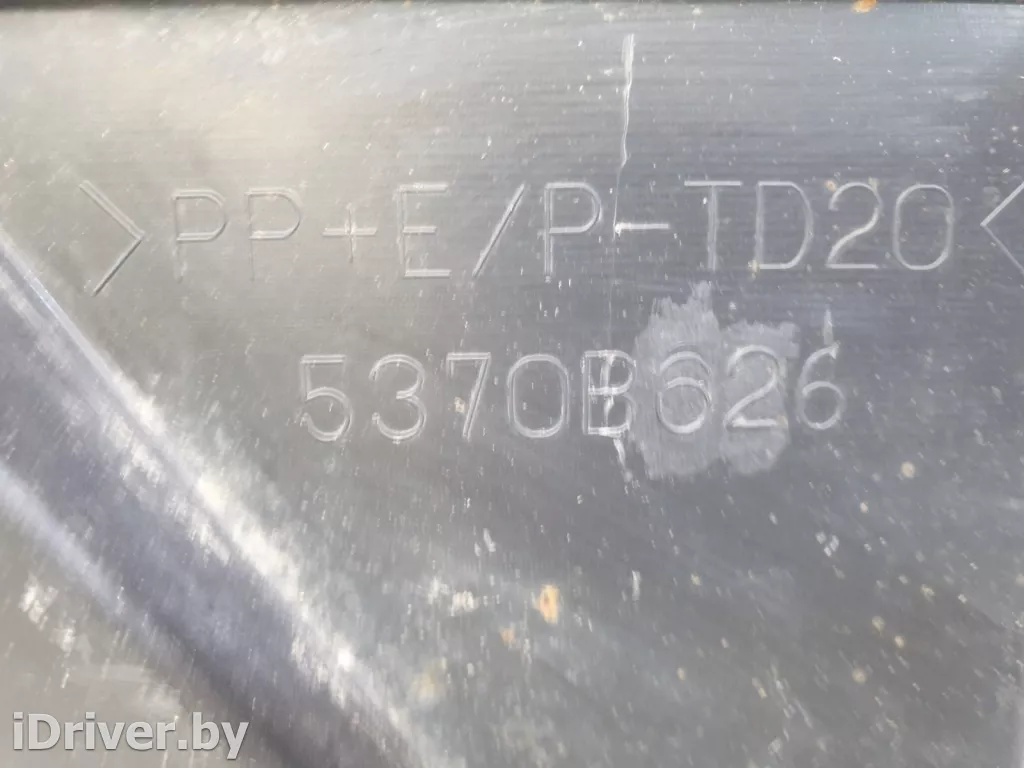 >PP+E/P-TD20<
5370B626
iDriver.by